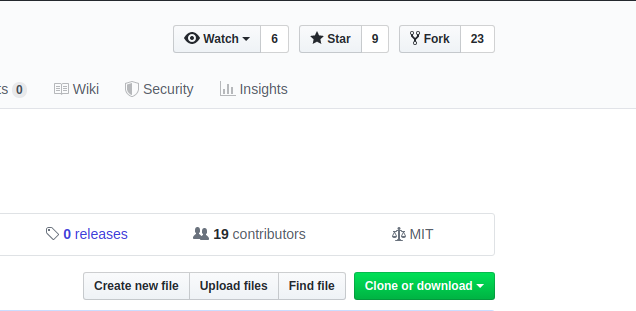 Watch 6 Star 9 Fork 23
ts 0 Wiki Security Insights
0 releases 19 contributors MIT
Create new file Upload files Find file Clone or download